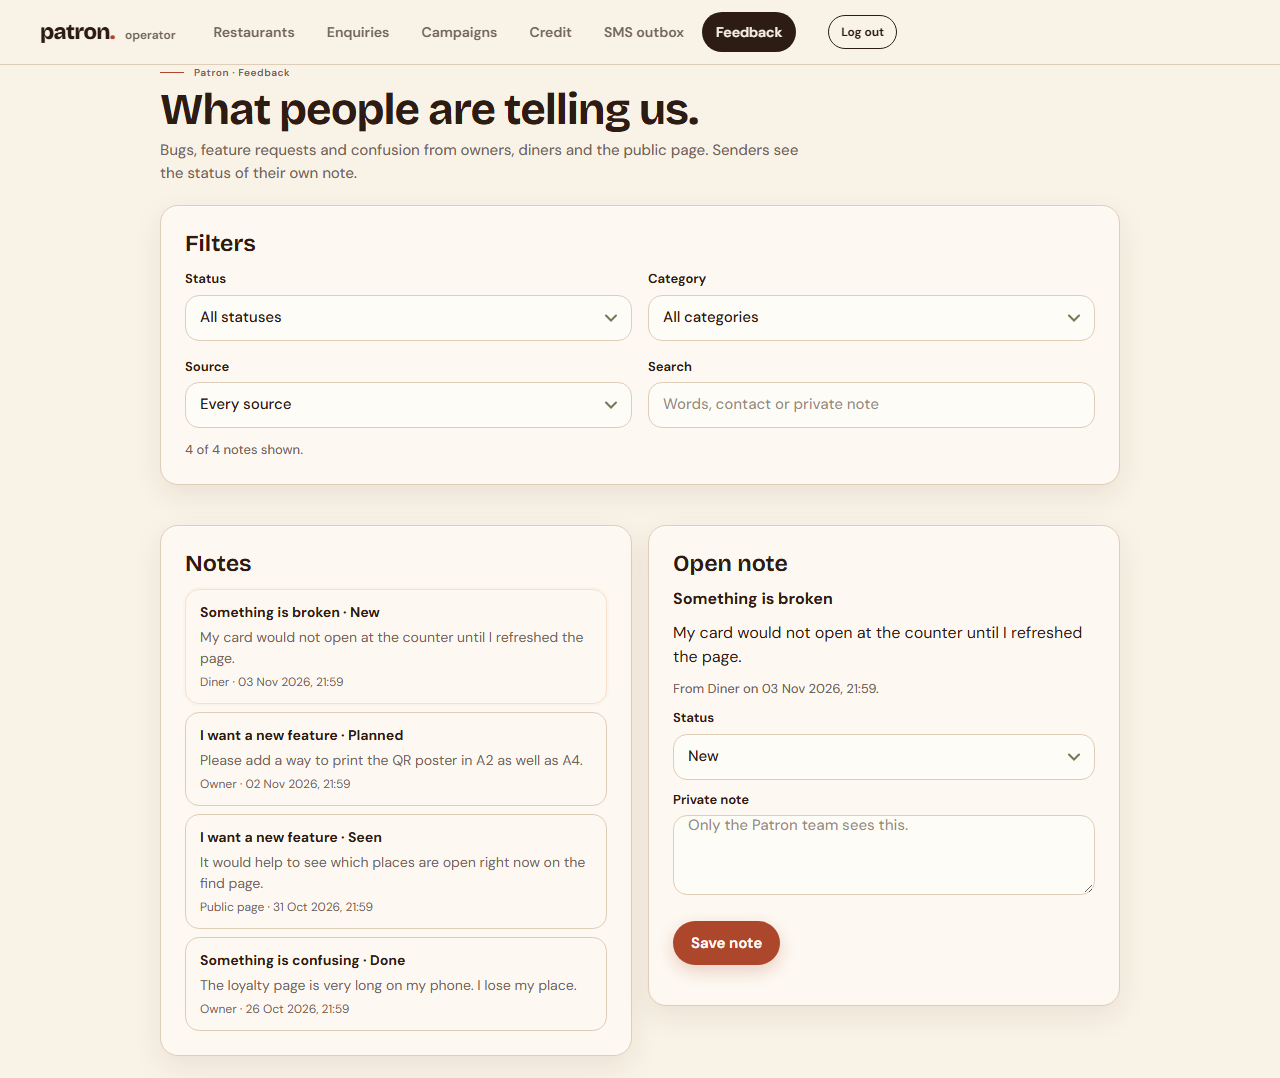 patron. operator Restaurants Enquiries Campaigns Credit SMS outbox Feedback Log out
Patron · Feedback
What people are telling us.
Bugs, feature requests and confusion from owners, diners and the public page. Senders see
the status of their own note.
Filters
Status
All statuses
Category
All categories
Source
Every source
Search
Words, contact or private note
4 of 4 notes shown.
Notes
Something is broken · New
My card would not open at the counter until I refreshed the
page.
Diner · 03 Nov 2026, 21:59
I want a new feature · Planned
Please add a way to print the QR poster in A2 as well as A4.
Owner · 02 Nov 2026, 21:59
I want a new feature · Seen
It would help to see which places are open right now on the
find page.
Public page · 31 Oct 2026, 21:59
Something is confusing · Done
The loyalty page is very long on my phone. I lose my place.
Owner · 26 Oct 2026, 21:59
Open note
Something is broken
My card would not open at the counter until I refreshed
the page.
From Diner on 03 Nov 2026, 21:59.
Status
New
Private note
Only the Patron team sees this.
Save note